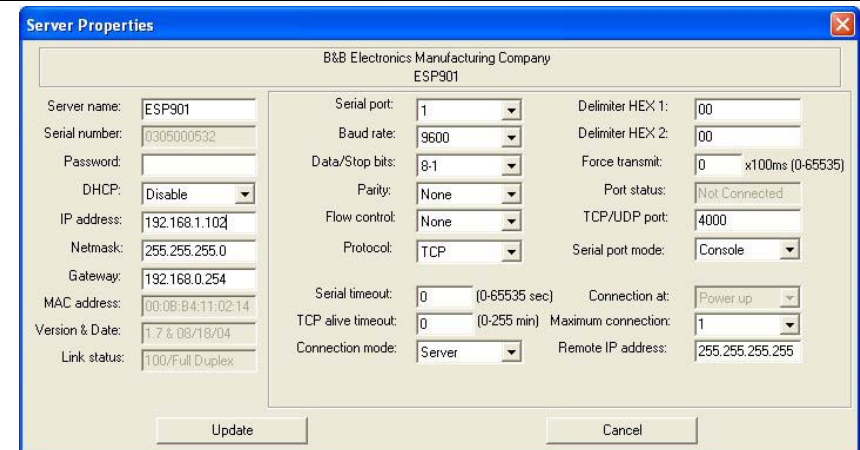 Server Properties
B&B Electronics Manufacturing Company
ESP901
Server name: ESP901
Serial number: 0305000532
Password:
DHCP: Disable
IP address: 192.168.1.102
Netmask: 255.255.255.0
Gateway: 192.168.0.254
MAC address: 00:0B:B4:11:02:14
Version & Date: 1.7 & 08/18/04
Link status: 100/Full Duplex
Serial port: 1
Baud rate: 9600
Data/Stop bits: 8-1
Parity: None
Flow control: None
Protocol: TCP
Serial timeout: 0 (0-65535 sec)
TCP alive timeout: 0 (0-255 min)
Connection mode: Server
Delimiter HEX 1: 00
Delimiter HEX 2: 00
Force transmit: 0 x100ms (0-65535)
Port status: Not Connected
TCP/UDP port: 4000
Serial port mode: Console
Connection at: Power up
Maximum connection: 1
Remote IP address: 255.255.255.255
Update
Cancel